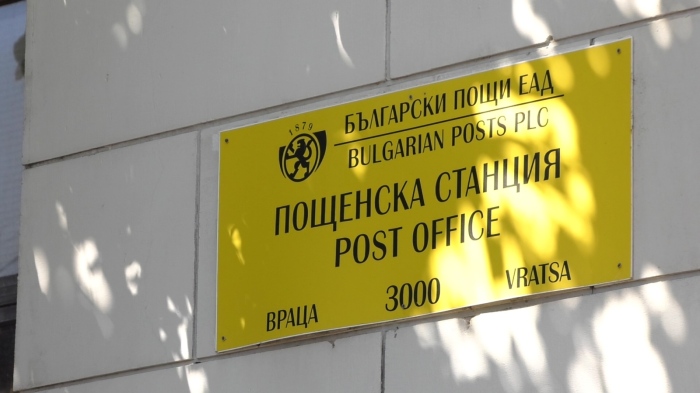 1879
БЪЛГАРСКИ ПОЩИ ЕАД
BULGARIAN POSTS PLC
ПОЩЕНСКА СТАНЦИЯ
POST OFFICE
ВРАЦА 3000 VRATSA